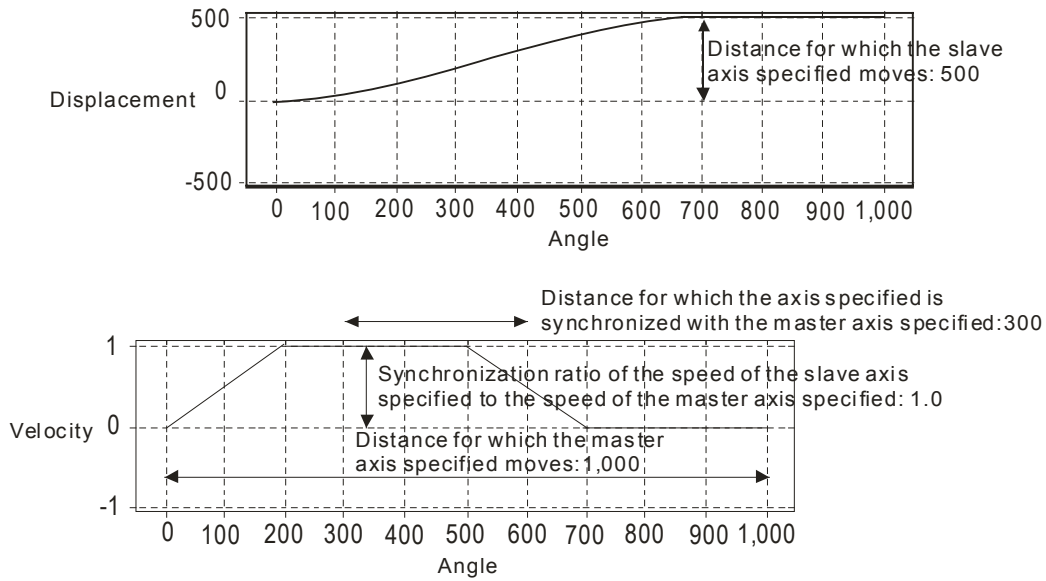 500
Distance for which the slave
axis specified moves: 500
Displacement 0
-500
0 100 200 300 400 500 600 700 800 900 1,000
Angle
Distance for which the axis specified is
synchronized with the master axis specified:300
1
Synchronization ratio of the speed of the slave axis
specified to the speed of the master axis specified: 1.0
Velocity 0
Distance for which the master
axis specified moves:1,000
-1
0 100 200 300 400 500 600 700 800 900 1,000
Angle